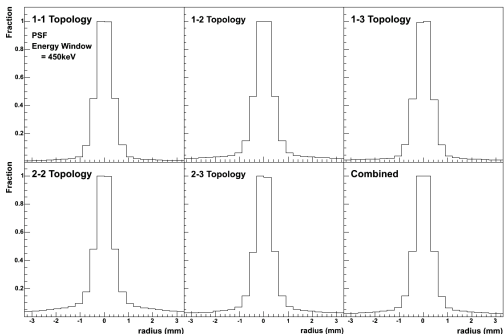 Fraction
1-1 Topology
PSF
Energy Window
= 450keV
1
0.8
0.6
0.4
0.2
1-2 Topology
1-3 Topology
Fraction
2-2 Topology
0.8
0.6
0.4
0.2
2-3 Topology
Combined
-3 -2 -1 0 1 2 3
radius (mm)
-3 -2 -1 0 1 2 3
radius (mm)
-3 -2 -1 0 1 2 3
radius (mm)